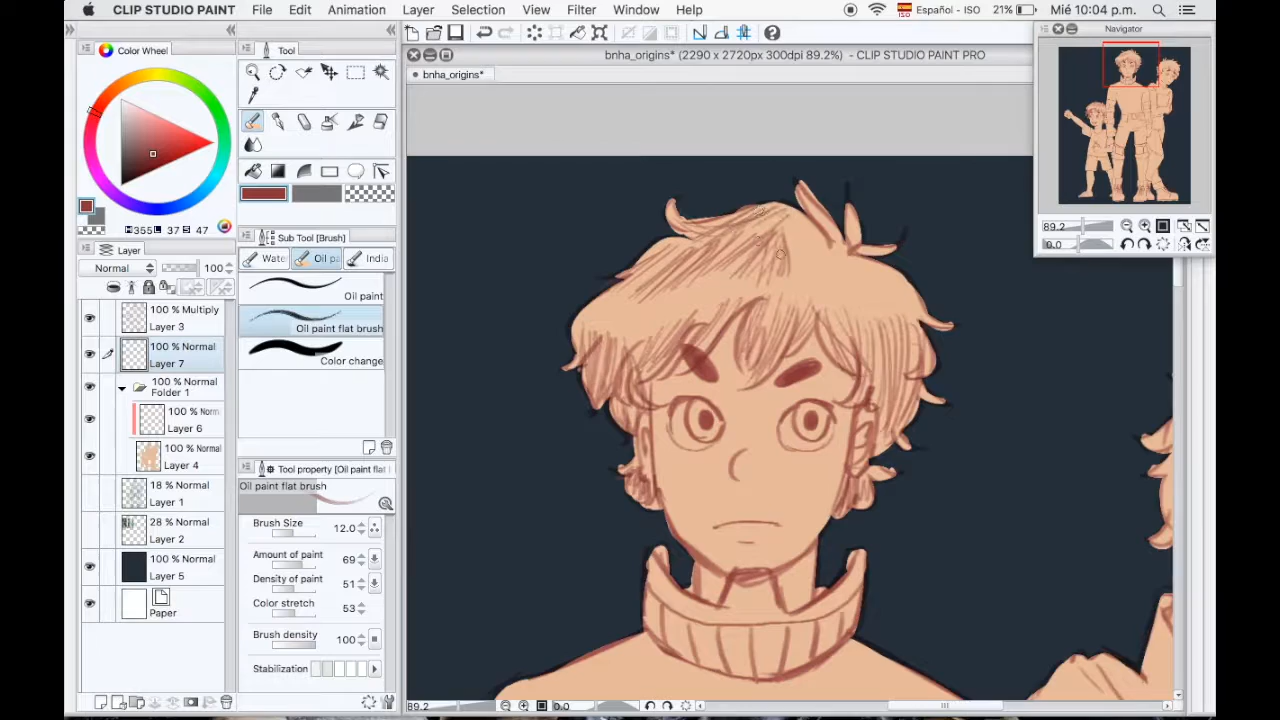 CLIP STUDIO PAINT File Edit Animation Layer Selection View Filter Window Help Español - ISO 21% Mié 10:04 p.m.
ISO
Color Wheel
Tool
bnha_origins* (2290 x 2720px 300dpi 89.2%) - CLIP STUDIO PAINT PRO
Navigator
bnha_origins*
89.2
0.0
355 37 47
Sub Tool [Brush]
Wate
Oil pa
India
Oil paint
Oil paint flat brush
Color change
Layer
Normal 100
100 % Multiply
Layer 3
100 % Normal
Layer 7
100 % Normal
Folder 1
100 % Norm
Layer 6
100 % Norm
Layer 4
18 % Normal
Layer 1
28 % Normal
Layer 2
100 % Normal
Layer 5
Paper
Tool property [Oil paint flat
Oil paint flat brush
Brush Size 12.0
Amount of paint 69
Density of paint 51
Color stretch 53
Brush density 100
Stabilization
89.2 0.0